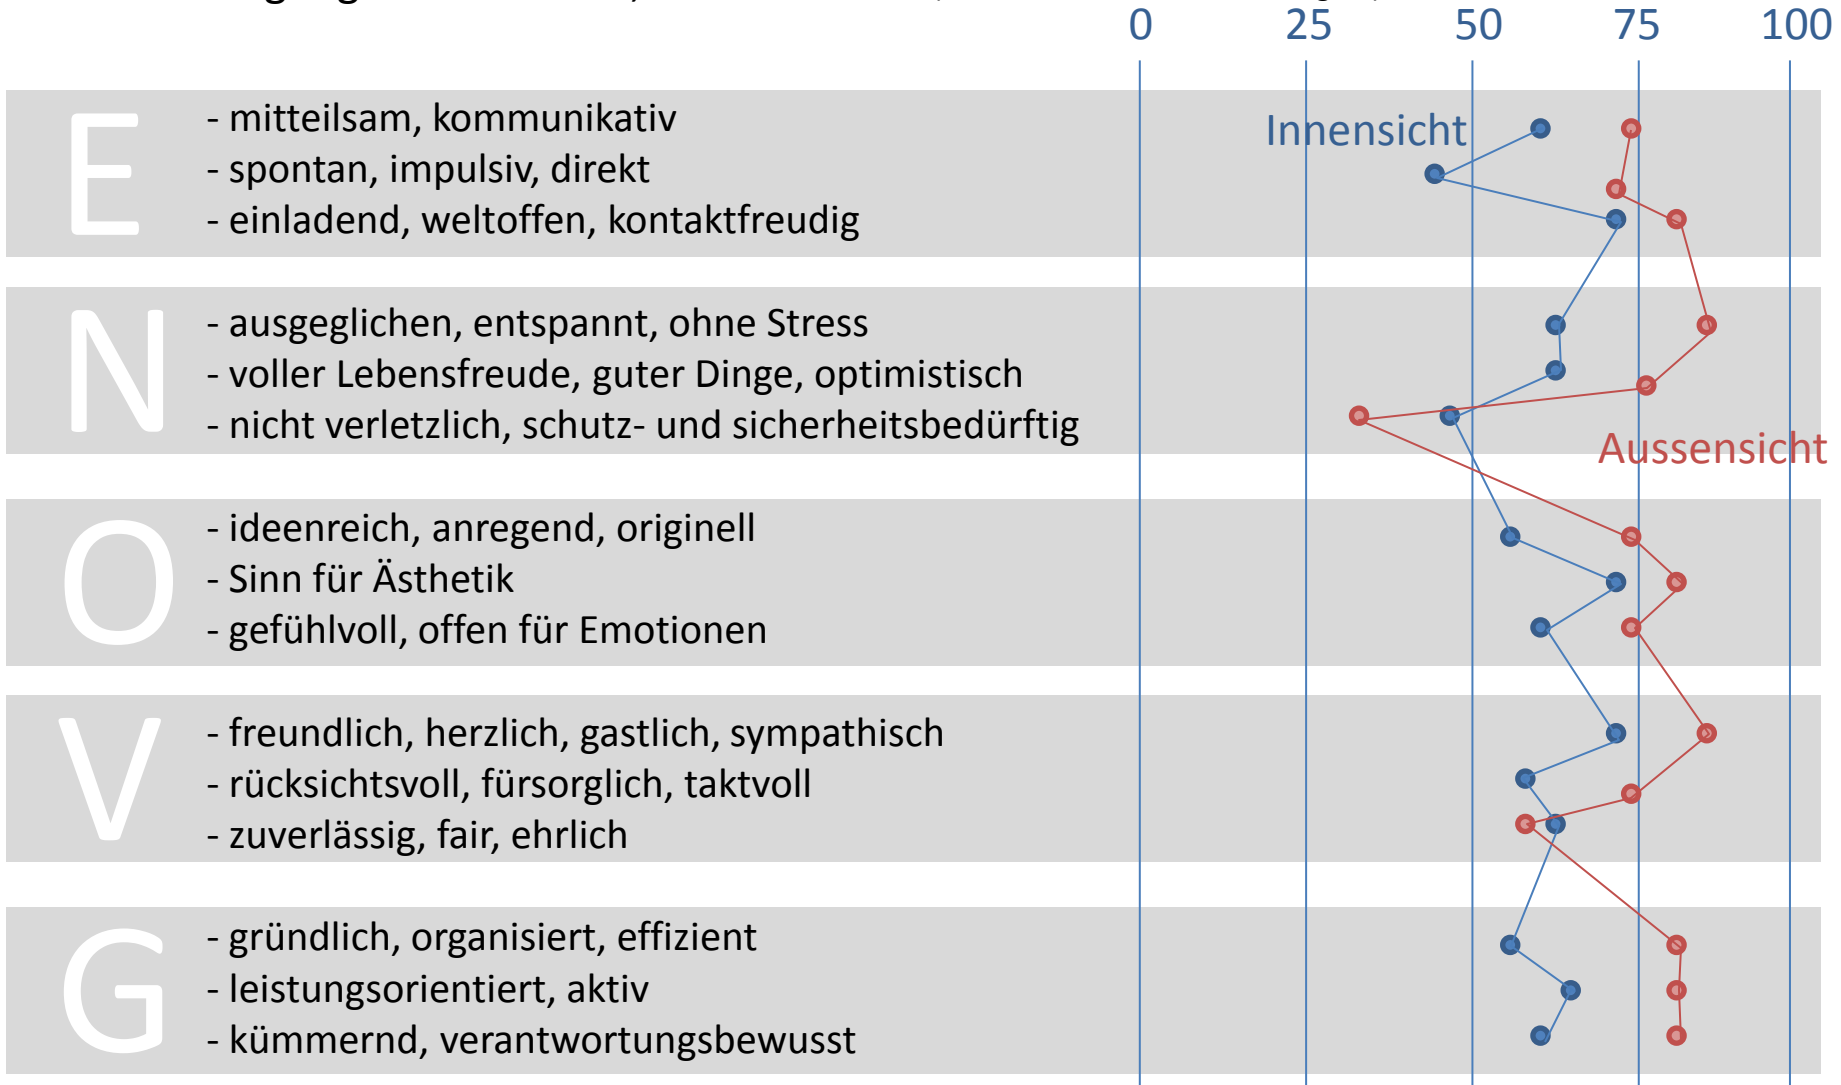 0 25 50 75 100
E
- mitteilsam, kommunikativ
Innensicht
- spontan, impulsiv, direkt
- einladend, weltoffen, kontaktfreudig
N
- ausgeglichen, entspannt, ohne Stress
- voller Lebensfreude, guter Dinge, optimistisch
- nicht verletzlich, schutz- und sicherheitsbedürftig
Aussensicht
O
- ideenreich, anregend, originell
- Sinn für Ästhetik
- gefühlvoll, offen für Emotionen
V
- freundlich, herzlich, gastlich, sympathisch
- rücksichtsvoll, fürsorglich, taktvoll
- zuverlässig, fair, ehrlich
G
- gründlich, organisiert, effizient
- leistungsorientiert, aktiv
- kümmernd, verantwortungsbewusst